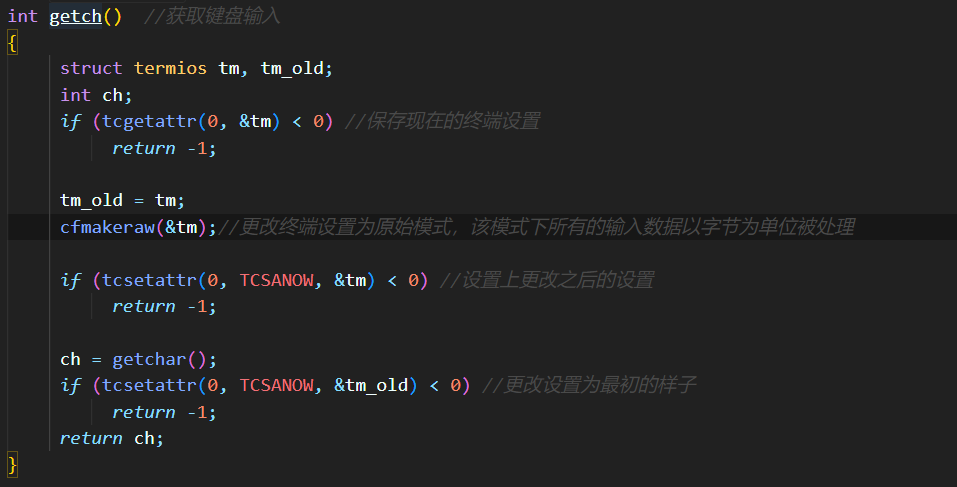 int getch()  //获取键盘输入
{
     struct termios tm, tm_old;
     int ch;
     if (tcgetattr(0, &tm) < 0) //保存现在的终端设置
          return -1;

     tm_old = tm;
     cfmakeraw(&tm);//更改终端设置为原始模式，该模式下所有的输入数据以字节为单位被处理

     if (tcsetattr(0, TCSANOW, &tm) < 0) //设置上更改之后的设置
          return -1;

     ch = getchar();
     if (tcsetattr(0, TCSANOW, &tm_old) < 0) //更改设置为最初的样子
          return -1;
     return ch;
}